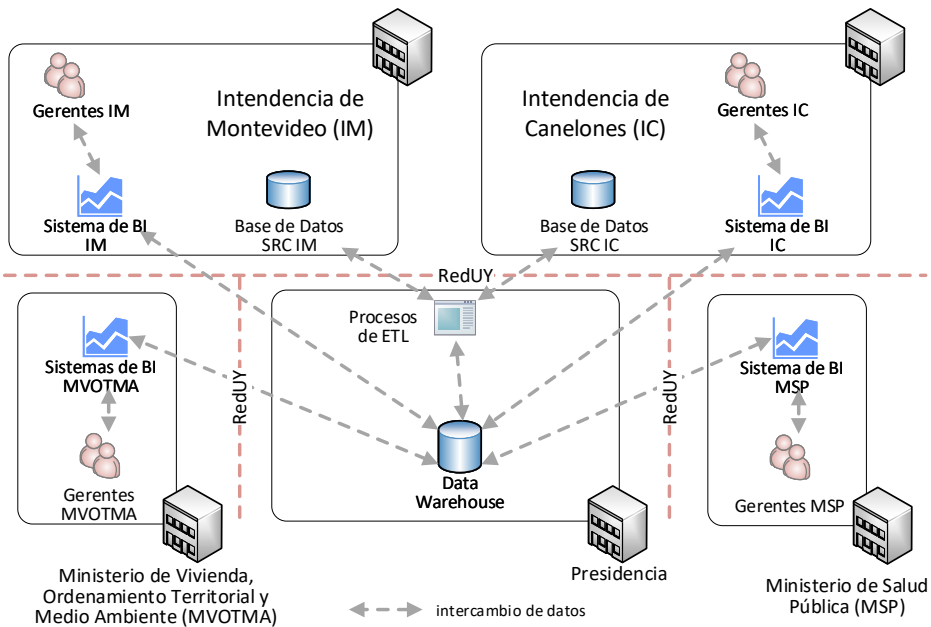 Gerentes IM
Intendencia de
Montevideo (IM)
Sistema de BI
IM
Base de Datos
SRC IM
Intendencia de
Canelones (IC)
Gerentes IC
Base de Datos
SRC IC
Sistema de BI
IC
RedUY
Sistemas de BI
MVOTMA
Gerentes
MVOTMA
RedUY
Procesos
de ETL
Data
Warehouse
RedUY
Sistema de BI
MSP
Gerentes MSP
Ministerio de Vivienda,
Ordenamiento Territorial y
Medio Ambiente (MVOTMA)
Presidencia
Ministerio de Salud
Pública (MSP)
intercambio de datos